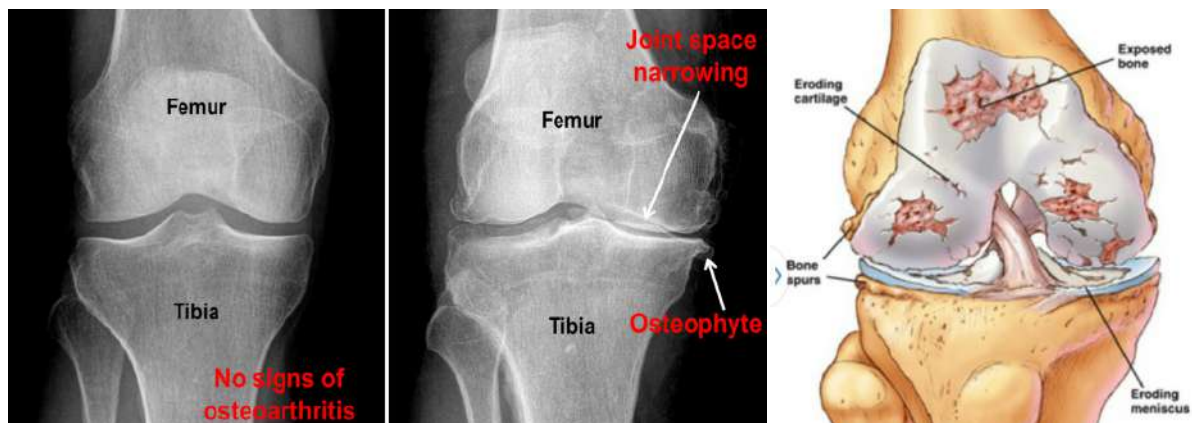 Femur
Tibia
No signs of
osteoarthritis
Joint space
narrowing
Femur
Tibia
Osteophyte
Exposed
bone
Eroding
cartilage
Bone
spurs
Eroding
meniscus